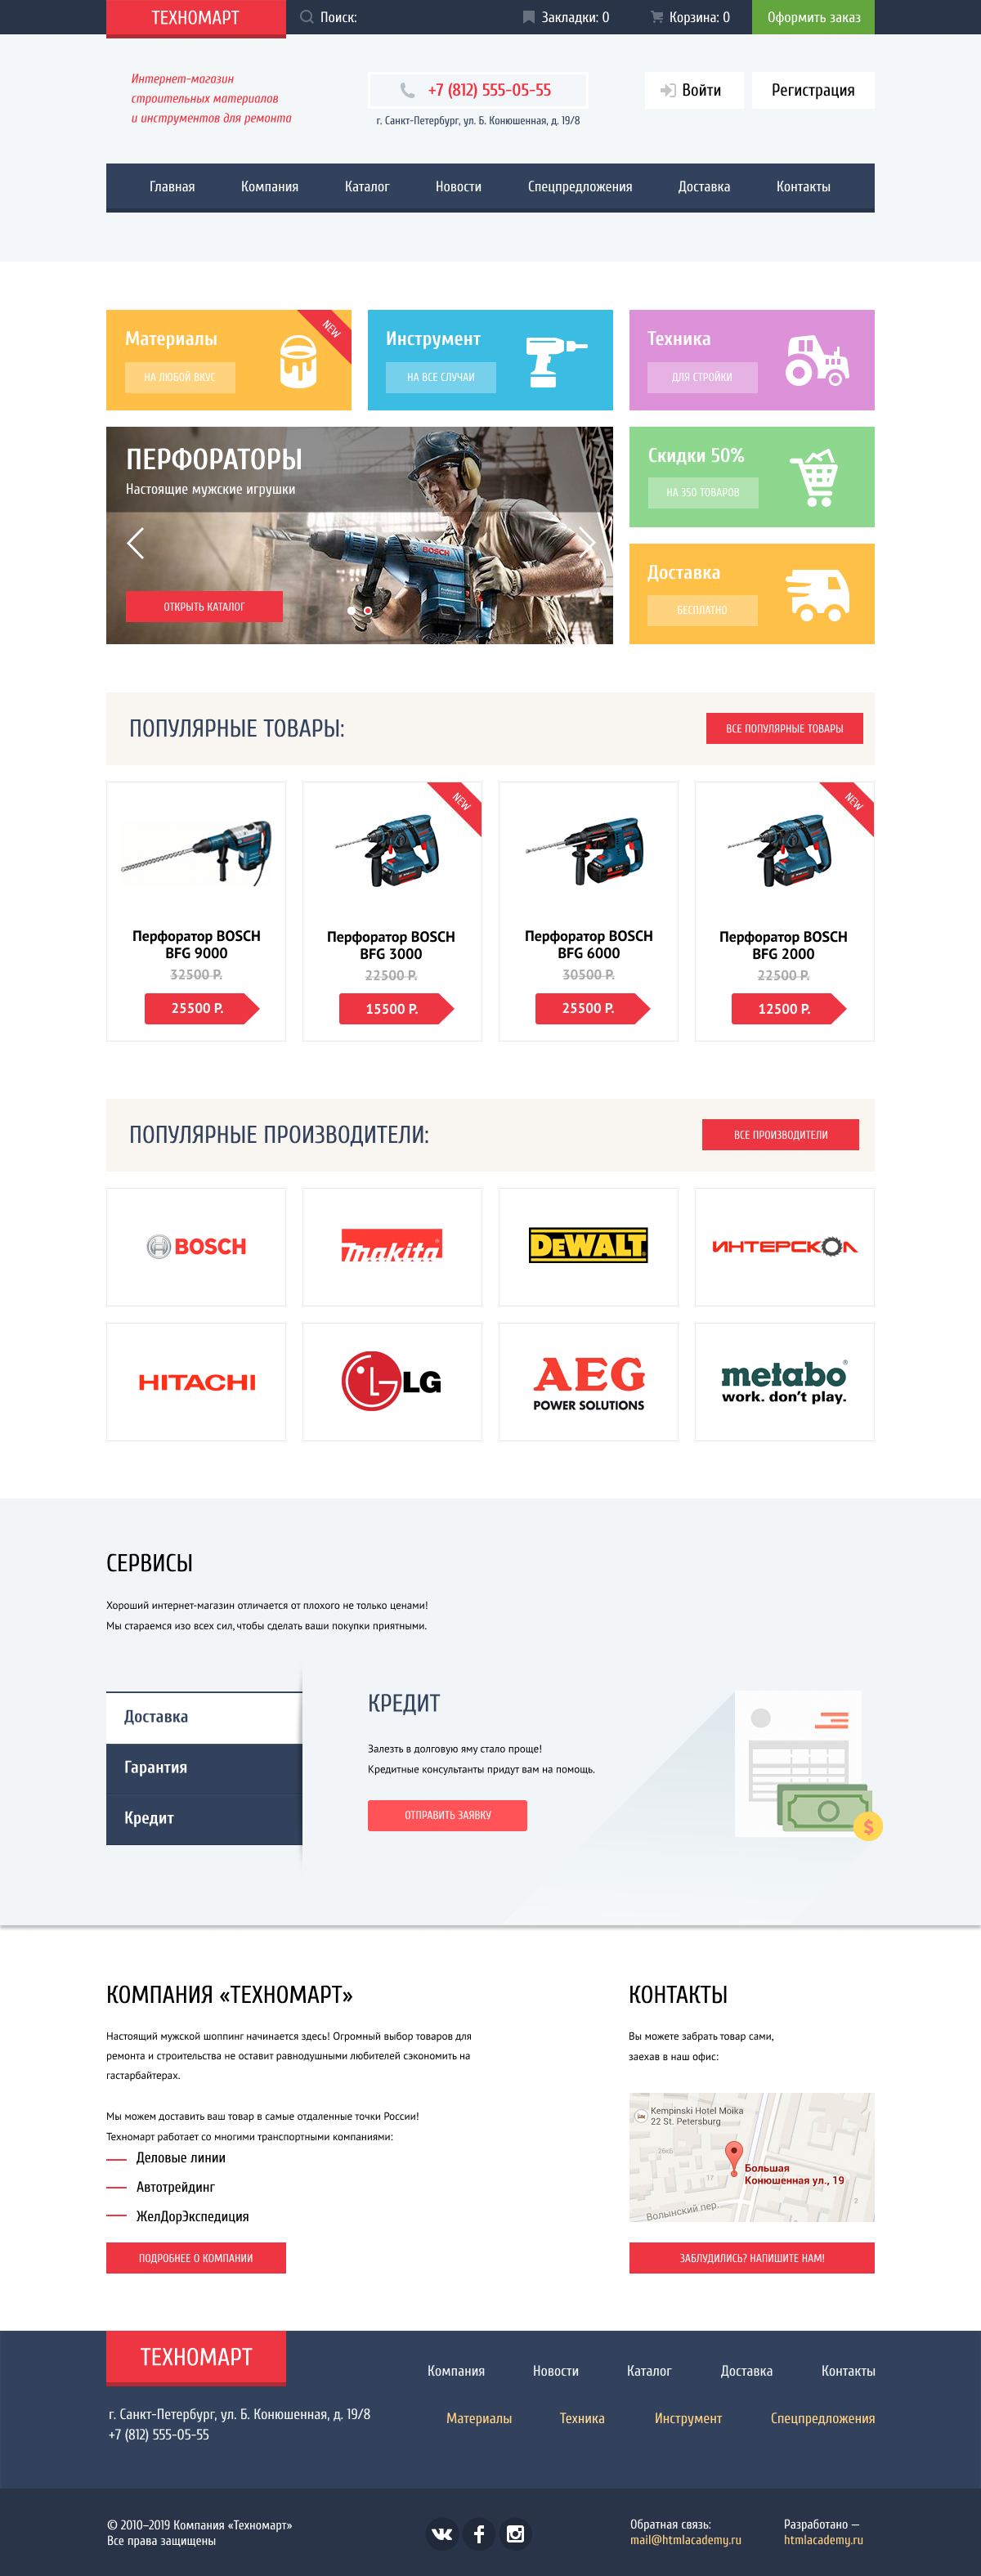 ТЕХНОМАРТ
Поиск:
Закладки: 0
Корзина: 0
Оформить заказ
Интернет-магазин
строительных материалов
и инструментов для ремонта
+7 (812) 555-05-55
г. Санкт-Петербург, ул. Б. Конюшенная, д. 19/8
Войти
Регистрация
Главная
Компания
Каталог
Новости
Спецпредложения
Доставка
Контакты
Материалы
НА ЛЮБОЙ ВКУС
NEW
Инструмент
НА ВСЕ СЛУЧАИ
Техника
ДЛЯ СТРОЙКИ
ПЕРФОРАТОРЫ
Настоящие мужские игрушки
BOSCH
ОТКРЫТЬ КАТАЛОГ
Скидки 50%
НА 350 ТОВАРОВ
Доставка
БЕСПЛАТНО
ПОПУЛЯРНЫЕ ТОВАРЫ:
ВСЕ ПОПУЛЯРНЫЕ ТОВАРЫ
Перфоратор BOSCH
BFG 9000
32500 Р.
25500 Р.
NEW
Перфоратор BOSCH
BFG 3000
22500 Р.
15500 Р.
Перфоратор BOSCH
BFG 6000
30500 Р.
25500 Р.
NEW
Перфоратор BOSCH
BFG 2000
22500 Р.
12500 Р.
ПОПУЛЯРНЫЕ ПРОИЗВОДИТЕЛИ:
ВСЕ ПРОИЗВОДИТЕЛИ
BOSCH
makita
DEWALT
ИНТЕРСКОЛ
HITACHI
LG
AEG
POWER SOLUTIONS
metabo®
work. don't play.
СЕРВИСЫ
Хороший интернет-магазин отличается от плохого не только ценами!
Мы стараемся изо всех сил, чтобы сделать ваши покупки приятными.
Доставка
Гарантия
Кредит
КРЕДИТ
Залезть в долговую яму стало проще!
Кредитные консультанты придут вам на помощь.
ОТПРАВИТЬ ЗАЯВКУ
$
КОМПАНИЯ «ТЕХНОМАРТ»
Настоящий мужской шоппинг начинается здесь! Огромный выбор товаров для
ремонта и строительства не оставит равнодушными любителей сэкономить на
гастарбайтерах.
Мы можем доставить ваш товар в самые отдаленные точки России!
Техномарт работает со многими транспортными компаниями:
Деловые линии
Автотрейдинг
ЖелДорЭкспедиция
ПОДРОБНЕЕ О КОМПАНИИ
КОНТАКТЫ
Вы можете забрать товар сами,
заехав в наш офис:
Kempinski Hotel Moika
22 St. Petersburg
17
2
Большая
Конюшенная ул., 19
Волынский пер.
ЗАБЛУДИЛИСЬ? НАПИШИТЕ НАМ!
ТЕХНОМАРТ
г. Санкт-Петербург, ул. Б. Конюшенная, д. 19/8
+7 (812) 555-05-55
Компания
Новости
Каталог
Доставка
Контакты
Материалы
Техника
Инструмент
Спецпредложения
© 2010–2019 Компания «Техномарт»
Все права защищены
Обратная связь:
mail@htmlacademy.ru
Разработано —
htmlacademy.ru